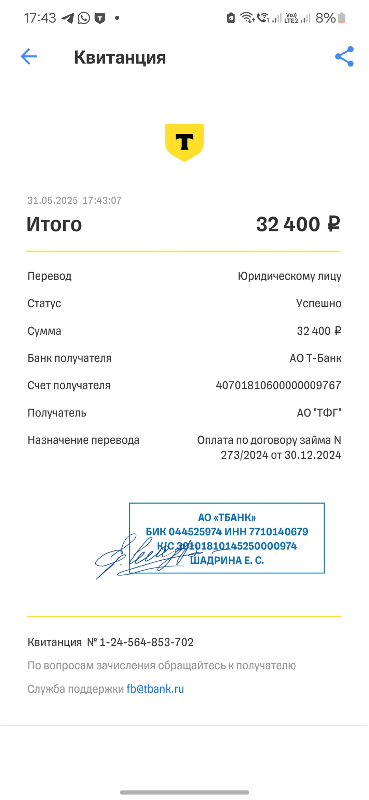 17:43
Vo))
LTE2
8%
Квитанция
Т
31.05.2025 17:43:07
Итого 32 400 ₽
Перевод Юридическому лицу
Статус Успешно
Сумма 32 400 ₽
Банк получателя АО Т-Банк
Счет получателя 40701810600000009767
Получатель АО "ТФГ"
Назначение перевода Оплата по договору займа N
273/2024 от 30.12.2024
АО «ТБАНК»
БИК 044525974 ИНН 7710140679
К/С 30101810145250000974
ШАДРИНА Е. С.
Квитанция № 1-24-564-853-702
По вопросам зачисления обращайтесь к получателю
Служба поддержки fb@tbank.ru